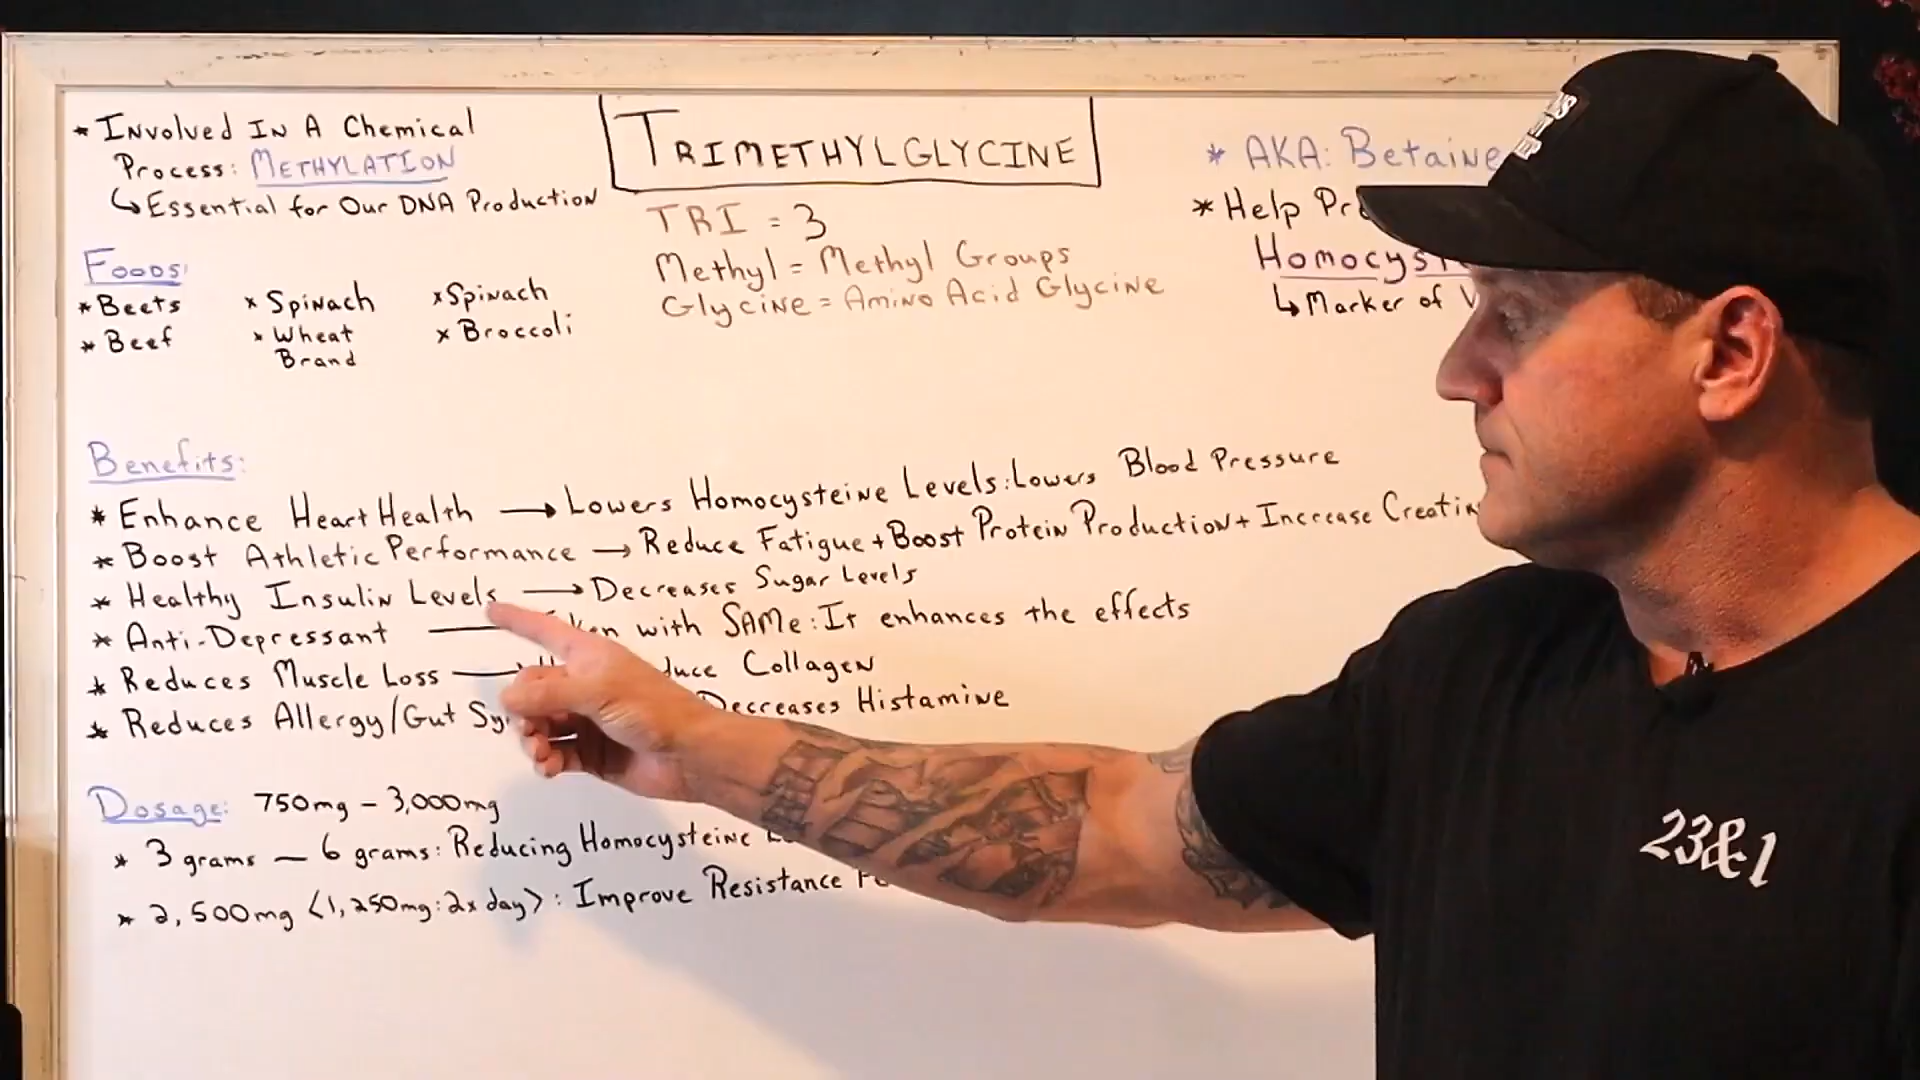 * Involved In A Chemical
Process: METHYLATION
↳ Essential for Our DNA Production
TRIMETHYLGLYCINE
TRI = 3
Methyl = Methyl Groups
Glycine = Amino Acid Glycine
* AKA: Betaine
* Help
↳ Marker of
Foods:
* Beets
* Beef
* Spinach
* Wheat
Brand
* Spinach
* Broccoli
Benefits:
* Enhance Heart Health → Lowers Homocysteine Levels: Lowers Blood Pressure
* Boost Athletic Performance → Reduce Fatigue + Boost Protein Production + Increase
* Healthy Insulin Levels → Decreases Sugar Levels
* Anti-Depressant with SAMe: It enhances the effects
* Reduces Muscle Loss → Collagen
* Reduces Allergy/Gut Decreases Histamine
Dosage: 750mg - 3,000mg
* 3 grams - 6 grams: Reducing Homocysteine
* 2,500mg <1,250mg: 2x day> : Improve Resistance
23&1